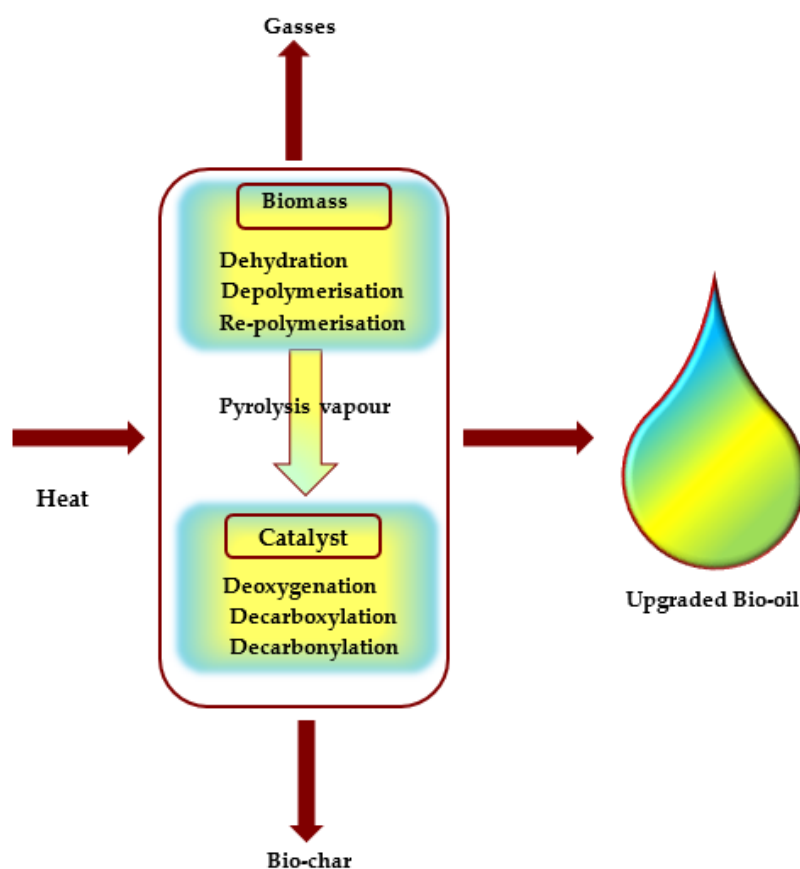 Gasses
Biomass
Dehydration
Depolymerisation
Re-polymerisation
Pyrolysis vapour
Heat
Catalyst
Deoxygenation
Decarboxylation
Decarbonylation
Upgraded Bio-oil
Bio-char